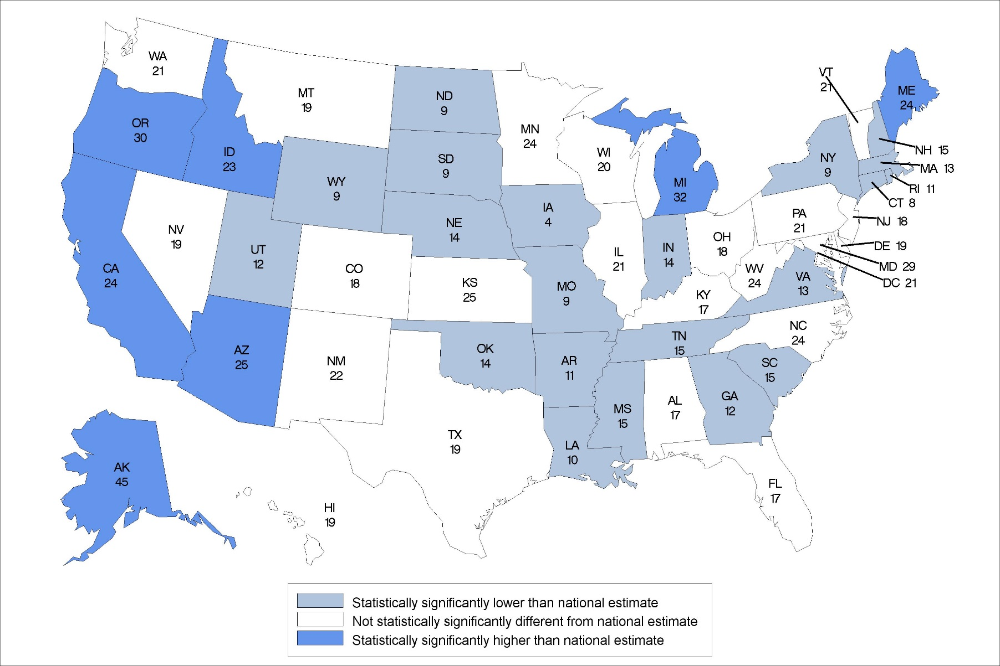 WA
21
OR
30
ID
23
MT
19
ND
9
MN
24
SD
9
WY
9
WI
20
MI
32
VT
21
ME
24
NH 15
MA 13
RI 11
CT 8
NY
9
NJ 18
PA
21
DE 19
MD 29
DC 21
IA
4
NE
14
NV
19
UT
12
CO
18
CA
24
KS
25
MO
9
IL
21
IN
14
OH
18
WV
24
VA
13
KY
17
NC
24
TN
15
AZ
25
NM
22
OK
14
AR
11
SC
15
GA
12
AL
17
MS
15
LA
10
TX
19
FL
17
AK
45
HI
19
Statistically significantly lower than national estimate
Not statistically significantly different from national estimate
Statistically significantly higher than national estimate